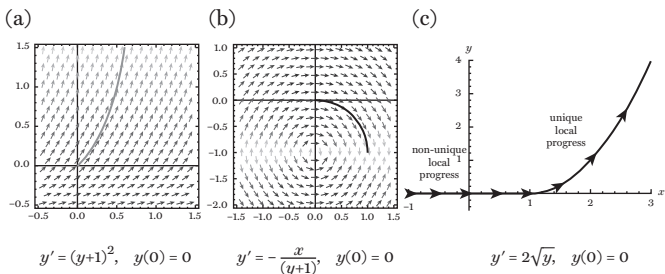 (a)
(b)
(c)
1.5
1.0
0.5
0.0
−0.5
−0.5 0.0 0.5 1.0 1.5
1.0
0.5
0.0
−0.5
−1.0
−1.5
−2.0
−0.5 0.0 0.5 1.0 1.5
y
4
3
2
1
unique
local
progress
non-unique
local
progress
−1
2
3
x
y′ = (y+1)², y(0) = 0
y′ = − x/(y+1), y(0) = 0
y′ = 2√y, y(0) = 0